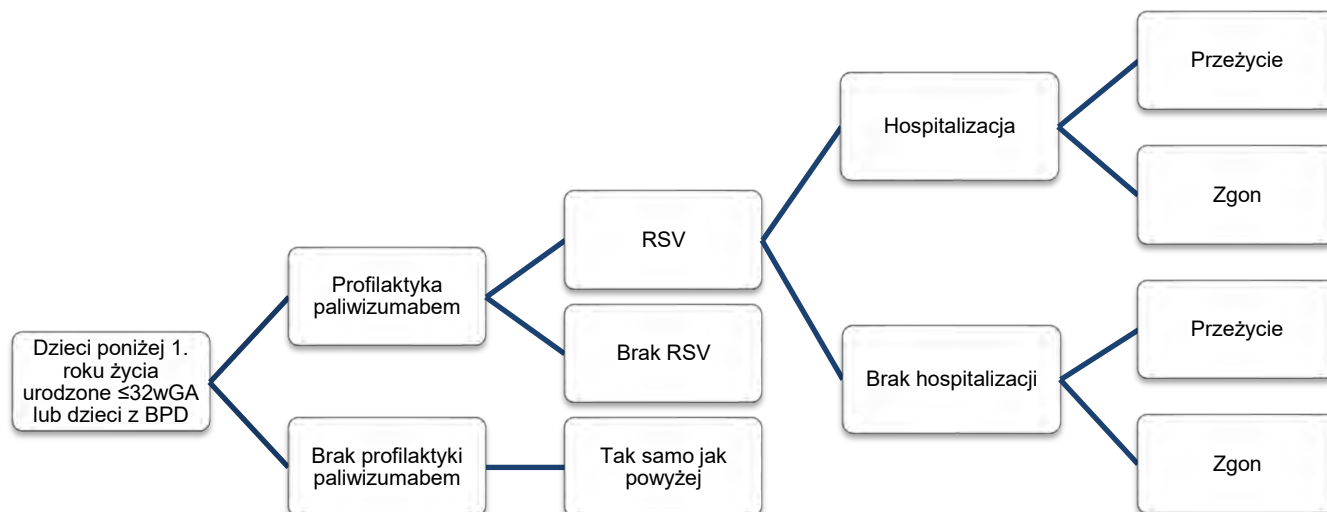 Dzieci poniżej 1.
roku życia
urodzone ≤32wGA
lub dzieci z BPD
Profilaktyka
paliwizumabem
Brak profilaktyki
paliwizumabem
RSV
Brak RSV
Tak samo jak
powyżej
Hospitalizacja
Brak hospitalizacji
Przeżycie
Zgon
Przeżycie
Zgon